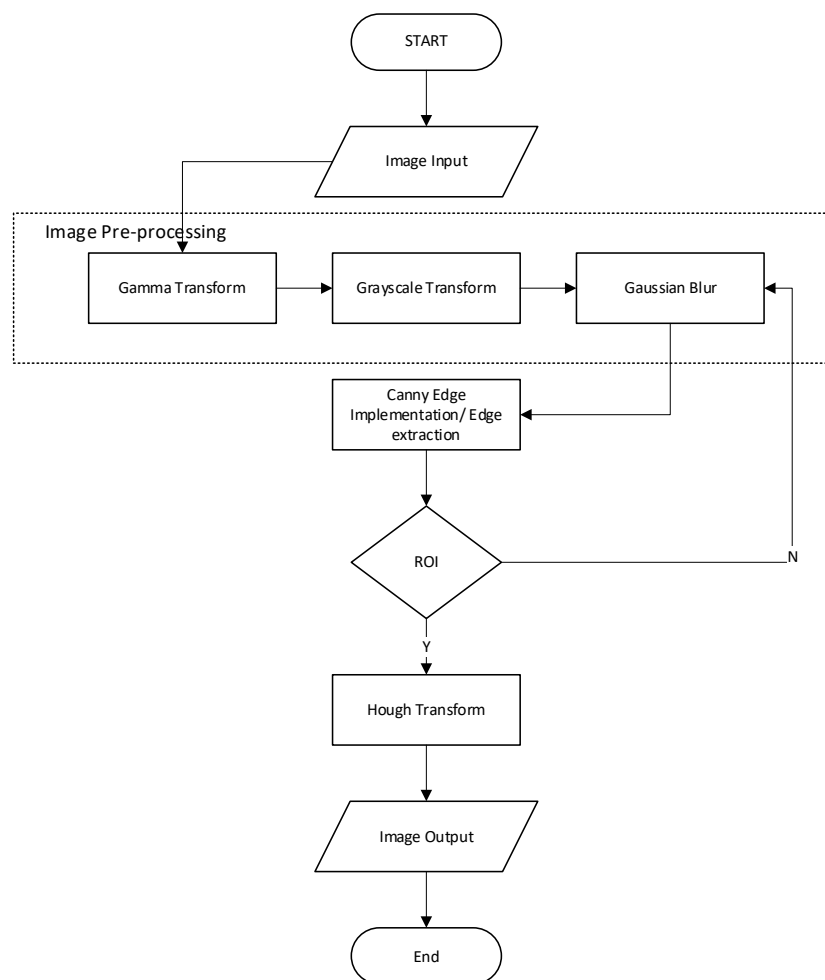 START
Image Input
Image Pre-processing
Gamma Transform
Grayscale Transform
Gaussian Blur
Canny Edge
Implementation/ Edge
extraction
ROI
N
Y
Hough Transform
Image Output
End